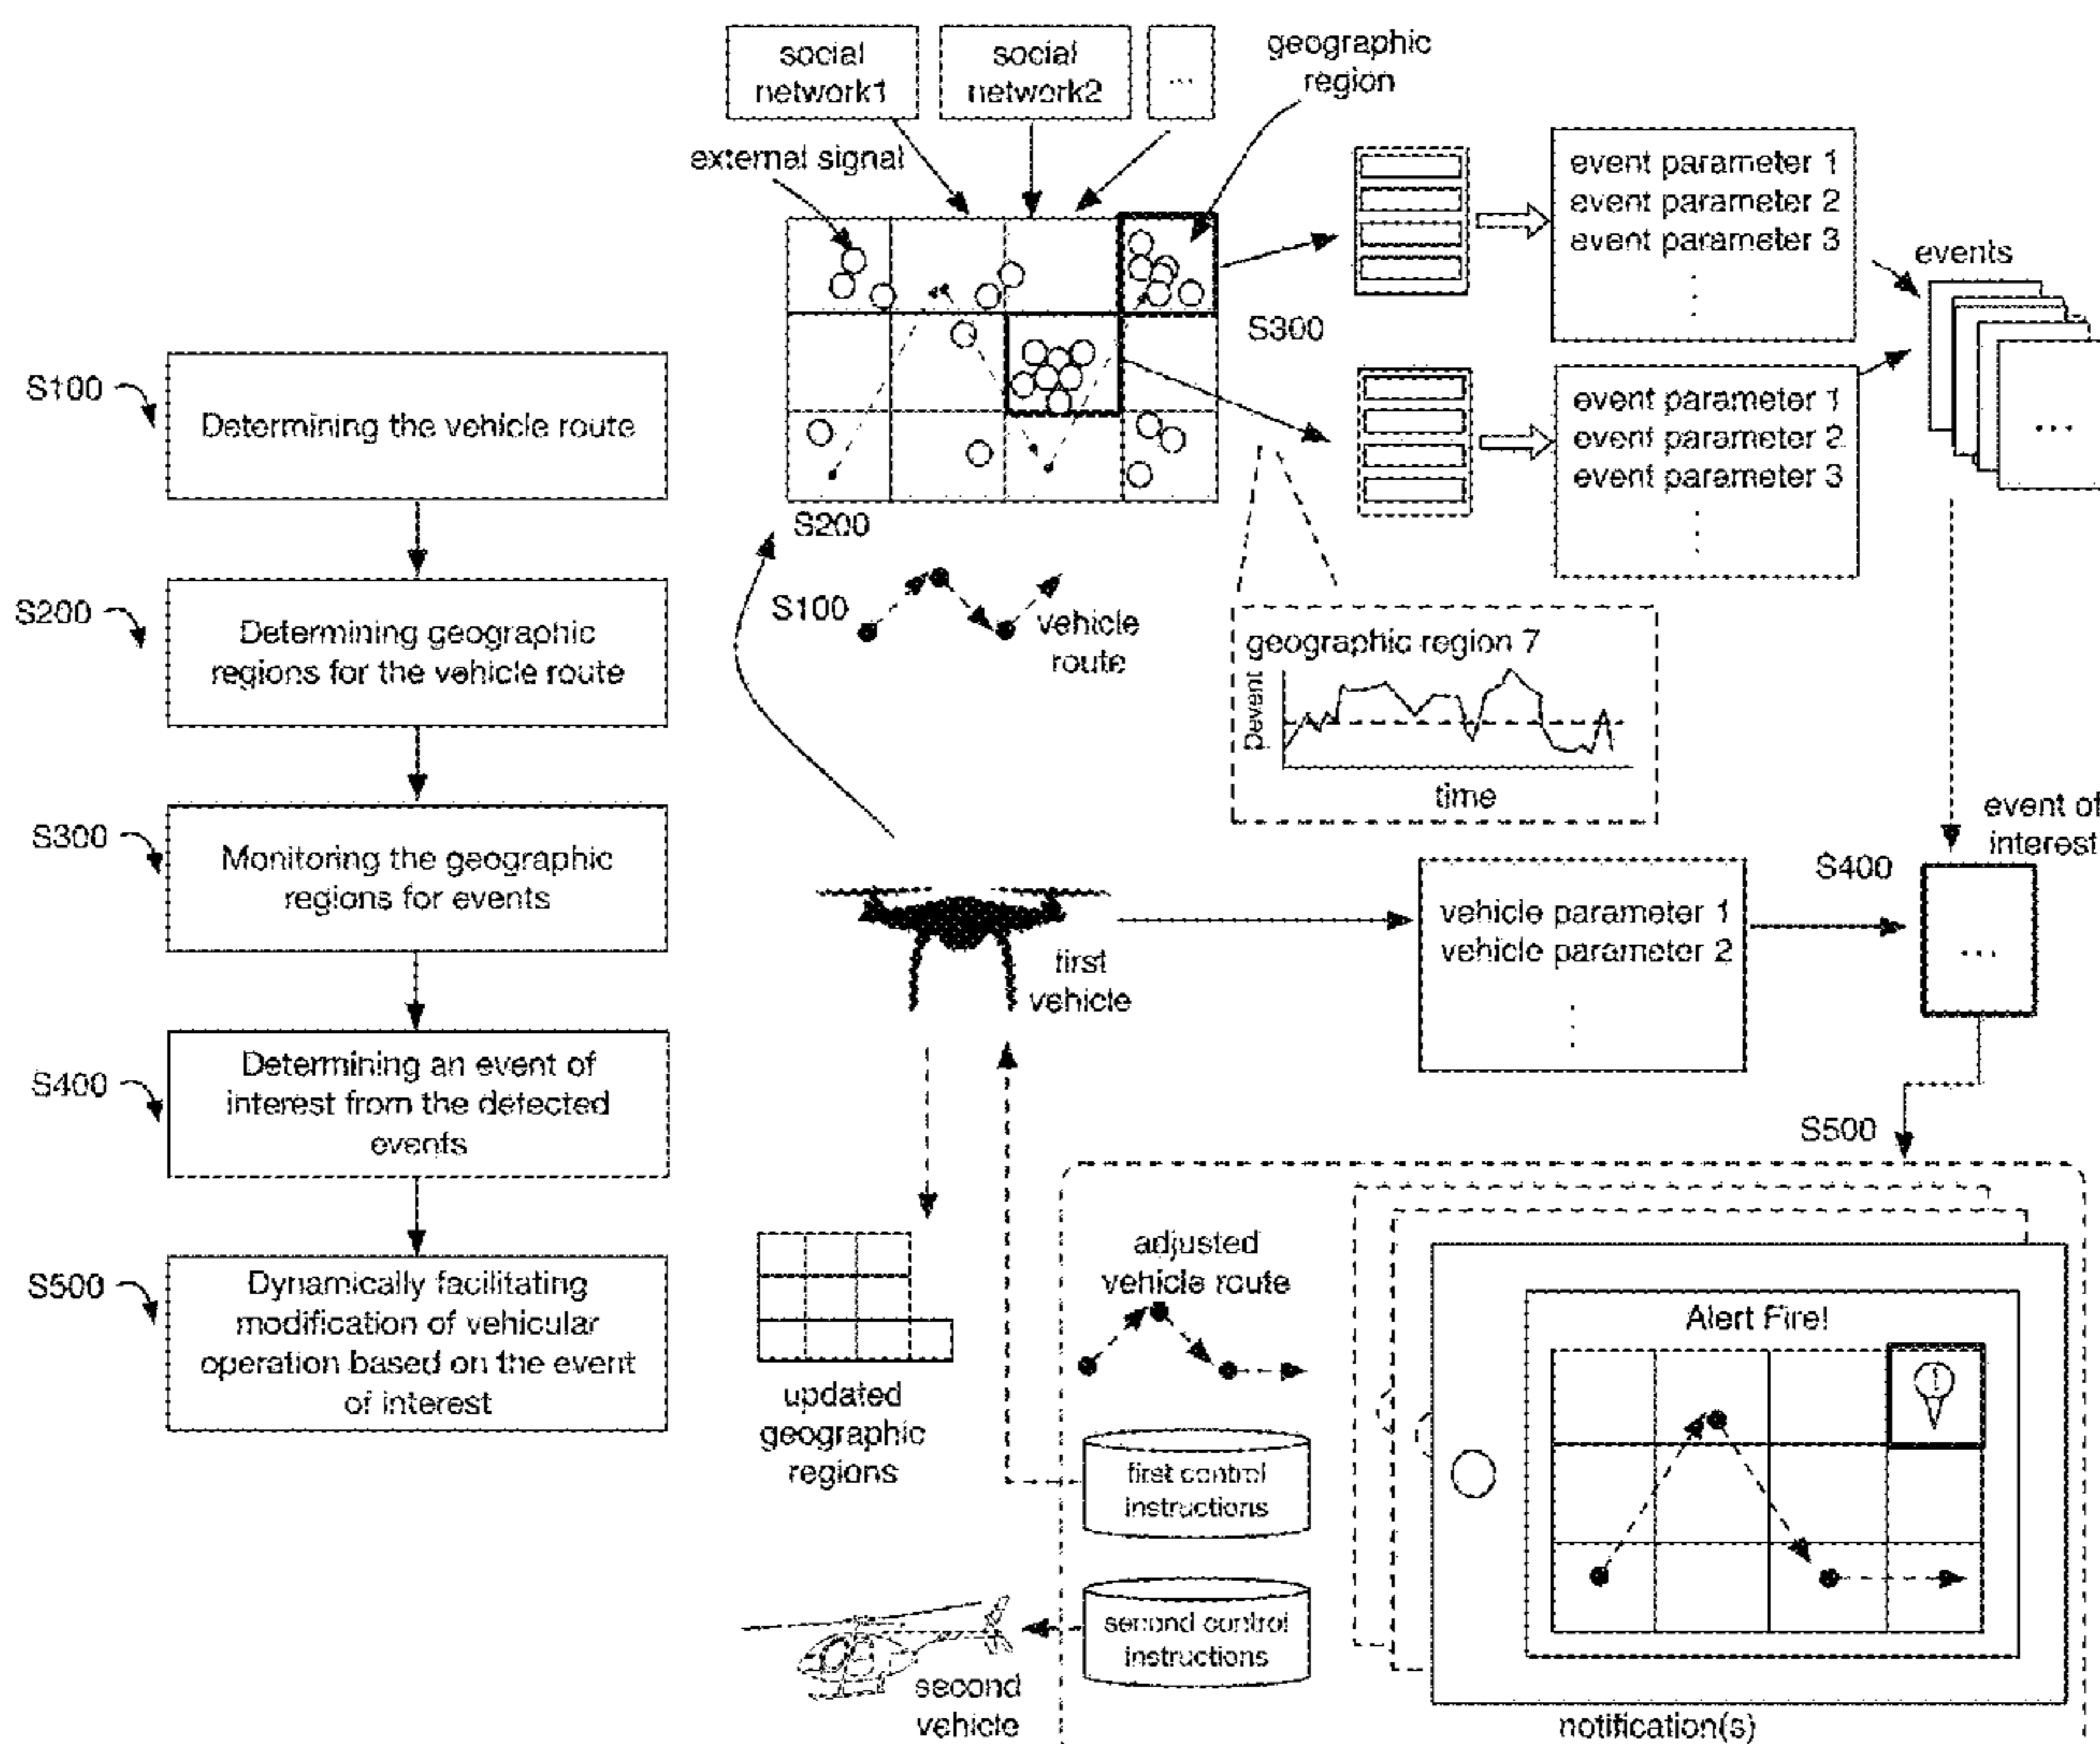 S100
Determining the vehicle route
S200
Determining geographic
regions for the vehicle route
S300
Monitoring the geographic
regions for events
S400
Determining an event of
interest from the detected
events
S500
Dynamically facilitating
modification of vehicular
operation based on the event
of interest
social
network1
social
network2
...
geographic
region
external signal
S300
event parameter 1
event parameter 2
event parameter 3
event parameter 1
event parameter 2
event parameter 3
events
...
S200
S100
vehicle
route
geographic region 7
pevent
time
event of
interest
S400
...
vehicle parameter 1
vehicle parameter 2
first
vehicle
S500
updated
geographic
regions
adjusted
vehicle route
first control
instructions
second control
instructions
second
vehicle
Alert Fire!
!
notification(s)